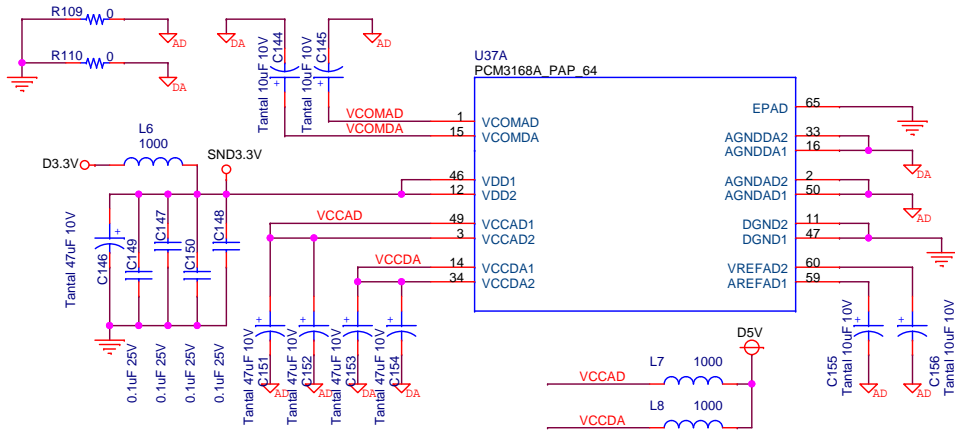 R109 0
AD
R110 0
DA
DA
Tantal 10uF 10V
C144
Tantal 10uF 10V
C145
AD
VCOMAD
VCOMDA
U37A
PCM3168A_PAP_64
1 VCOMAD
15 VCOMDA
46 VDD1
12 VDD2
49 VCCAD1
3 VCCAD2
14 VCCDA1
34 VCCDA2
EPAD 65
AGNDDA2 33
AGNDDA1 16
AGNDAD2 2
AGNDAD1 50
DGND2 11
DGND1 47
VREFAD2 60
AREFAD1 59
DA
AD
L6
1000
D3.3V
SND3.3V
Tantal 47uF 10V
C146
C149
C147
C150
C148
0.1uF 25V
0.1uF 25V
0.1uF 25V
0.1uF 25V
VCCAD
VCCDA
Tantal 47uF 10V
C151
Tantal 47uF 10V
C152
Tantal 47uF 10V
C153
Tantal 47uF 10V
C154
AD
AD
DA
DA
D5V
L7 1000
VCCAD
L8 1000
VCCDA
C155
Tantal 10uF 10V
C156
Tantal 10uF 10V
AD
AD